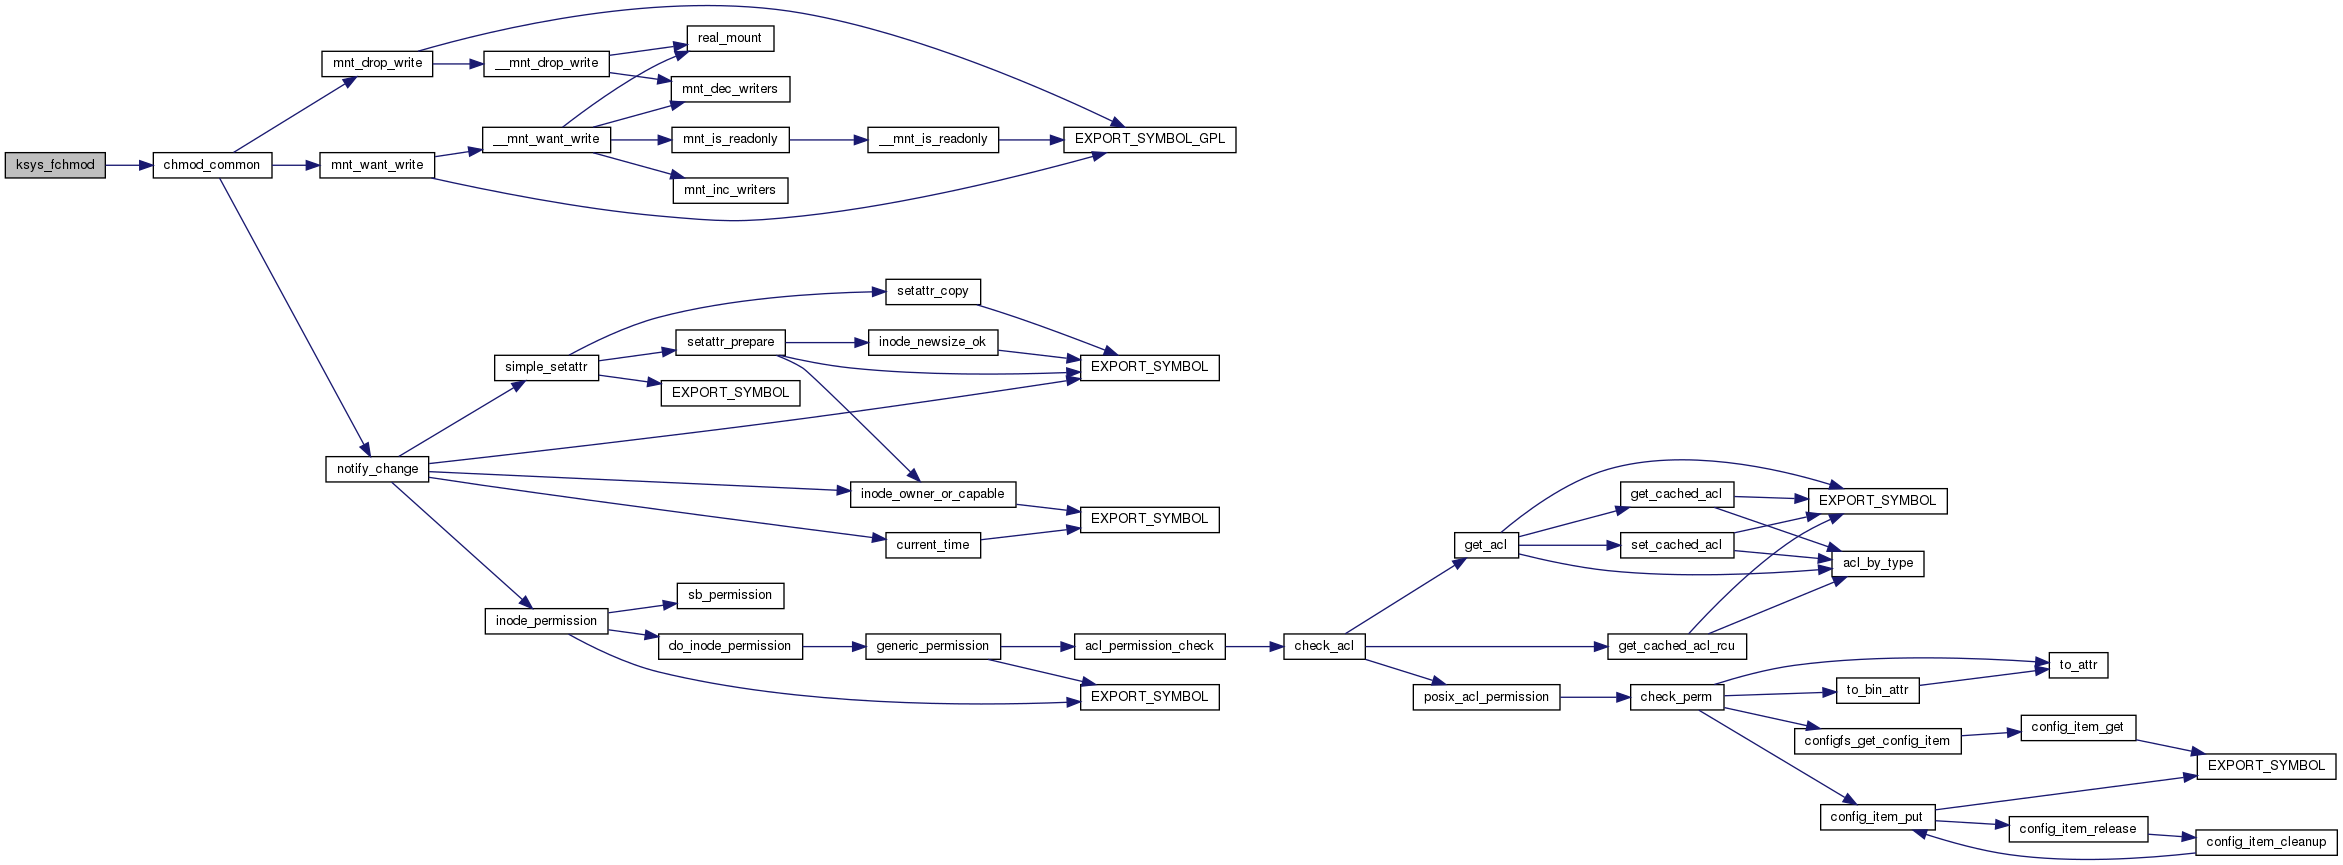 ksys_fchmod
chmod_common
mnt_drop_write
__mnt_drop_write
real_mount
mnt_dec_writers
mnt_want_write
__mnt_want_write
mnt_is_readonly
__mnt_is_readonly
EXPORT_SYMBOL_GPL
mnt_inc_writers
notify_change
simple_setattr
setattr_copy
setattr_prepare
inode_newsize_ok
EXPORT_SYMBOL
EXPORT_SYMBOL
inode_owner_or_capable
current_time
EXPORT_SYMBOL
inode_permission
sb_permission
do_inode_permission
generic_permission
acl_permission_check
EXPORT_SYMBOL
check_acl
get_acl
get_cached_acl
set_cached_acl
EXPORT_SYMBOL
acl_by_type
get_cached_acl_rcu
posix_acl_permission
check_perm
to_attr
to_bin_attr
configfs_get_config_item
config_item_get
EXPORT_SYMBOL
config_item_put
config_item_release
config_item_cleanup